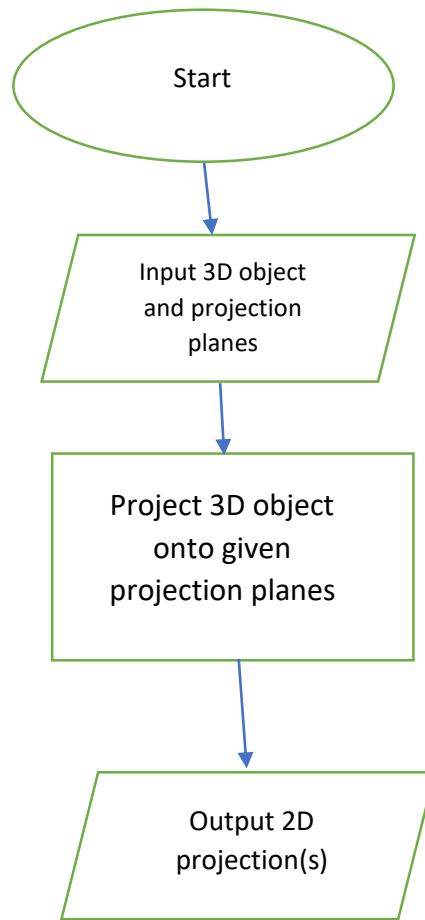 Start
Input 3D object
and projection
planes
Project 3D object
onto given
projection planes
Output 2D
projection(s)